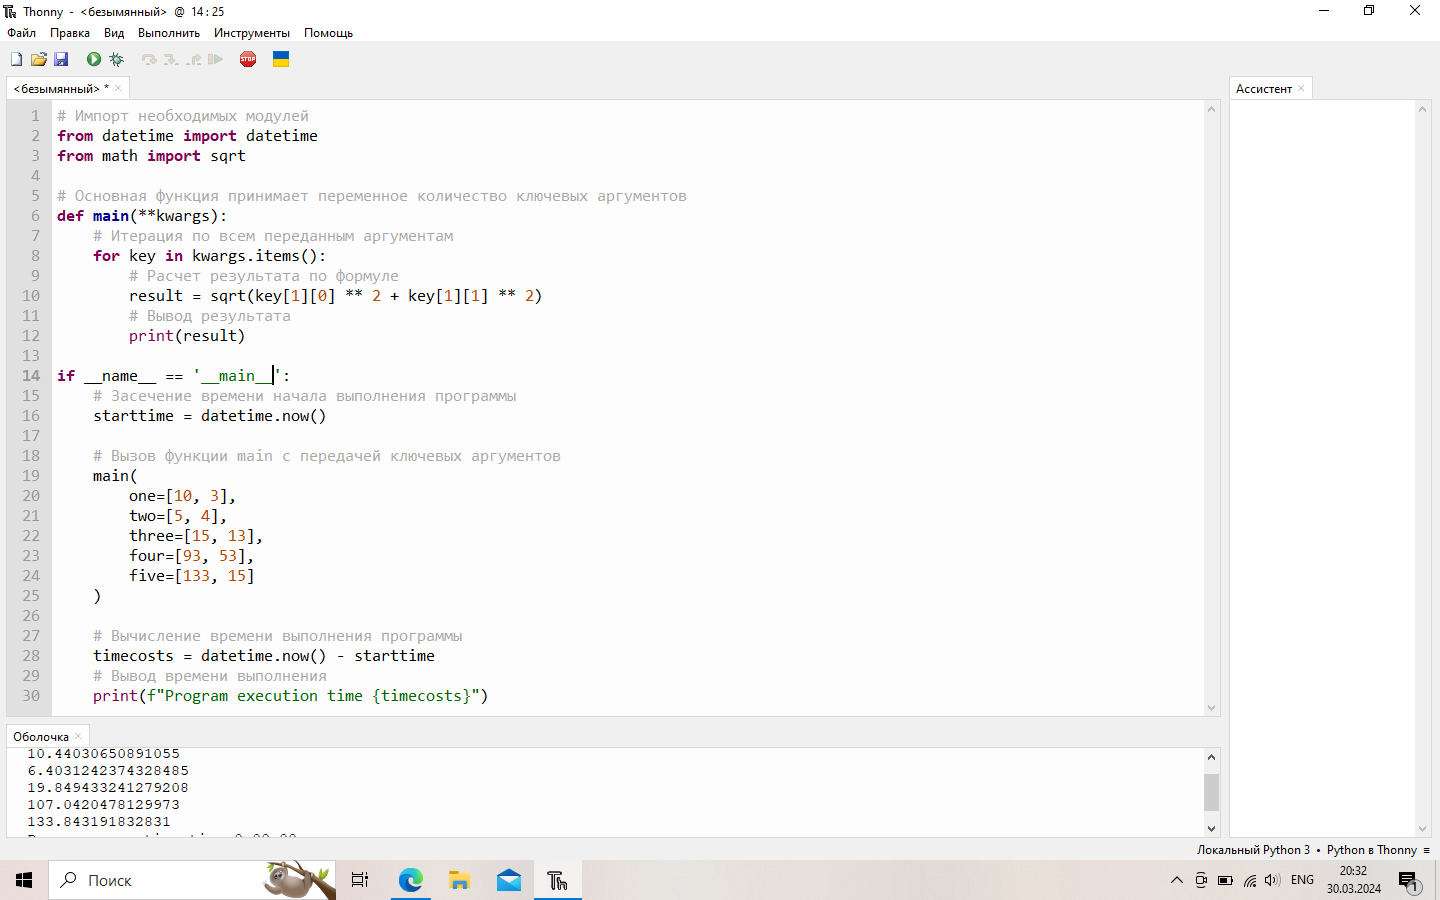 Thonny - <безымянный> @ 14:25
Файл Правка Вид Выполнить Инструменты Помощь
STOP
<безымянный> *
Ассистент
1 # Импорт необходимых модулей
2 from datetime import datetime
3 from math import sqrt
4
5 # Основная функция принимает переменное количество ключевых аргументов
6 def main(**kwargs):
7     # Итерация по всем переданным аргументам
8     for key in kwargs.items():
9         # Расчет результата по формуле
10         result = sqrt(key[1][0] ** 2 + key[1][1] ** 2)
11         # Вывод результата
12         print(result)
13
14 if __name__ == '__main__':
15     # Засечение времени начала выполнения программы
16     starttime = datetime.now()
17
18     # Вызов функции main с передачей ключевых аргументов
19     main(
20         one=[10, 3],
21         two=[5, 4],
22         three=[15, 13],
23         four=[93, 53],
24         five=[133, 15]
25     )
26
27     # Вычисление времени выполнения программы
28     timecosts = datetime.now() - starttime
29     # Вывод времени выполнения
30     print(f"Program execution time {timecosts}")
Оболочка
10.44030650891055
6.4031242374328485
19.849433241279208
107.0420478129973
133.843191832831
Локальный Python 3 • Python в Thonny ≡
Поиск
ENG
20:32
30.03.2024
1